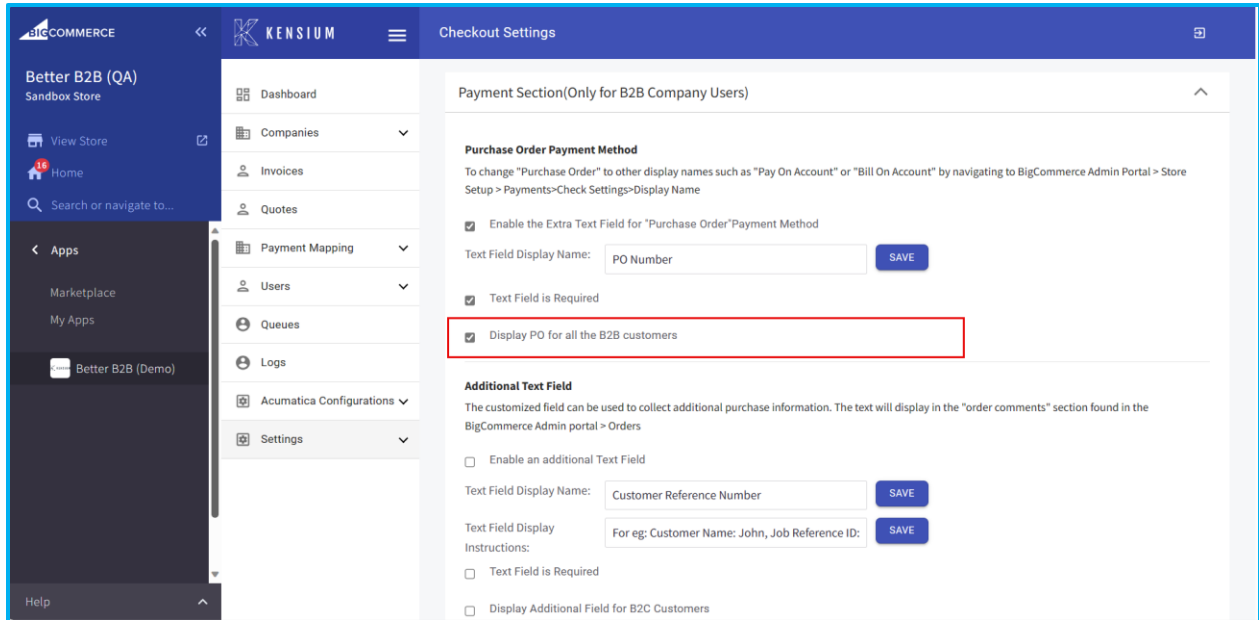 BIGCOMMERCE
Better B2B (QA)
Sandbox Store
View Store
16
Home
Search or navigate to...
Apps
Marketplace
My Apps
Better B2B (Demo)
Help
KENSIUM
Dashboard
Companies
Invoices
Quotes
Payment Mapping
Users
Queues
Logs
Acumatica Configurations
Settings
Checkout Settings
Payment Section(Only for B2B Company Users)
Purchase Order Payment Method
To change "Purchase Order" to other display names such as "Pay On Account" or "Bill On Account" by navigating to BigCommerce Admin Portal > Store
Setup > Payments>Check Settings>Display Name
Enable the Extra Text Field for "Purchase Order"Payment Method
Text Field Display Name: PO Number SAVE
Text Field is Required
Display PO for all the B2B customers
Additional Text Field
The customized field can be used to collect additional purchase information. The text will display in the "order comments" section found in the
BigCommerce Admin portal > Orders
Enable an additional Text Field
Text Field Display Name: Customer Reference Number SAVE
Text Field Display
Instructions:
For eg: Customer Name: John, Job Reference ID: SAVE
Text Field is Required
Display Additional Field for B2C Customers